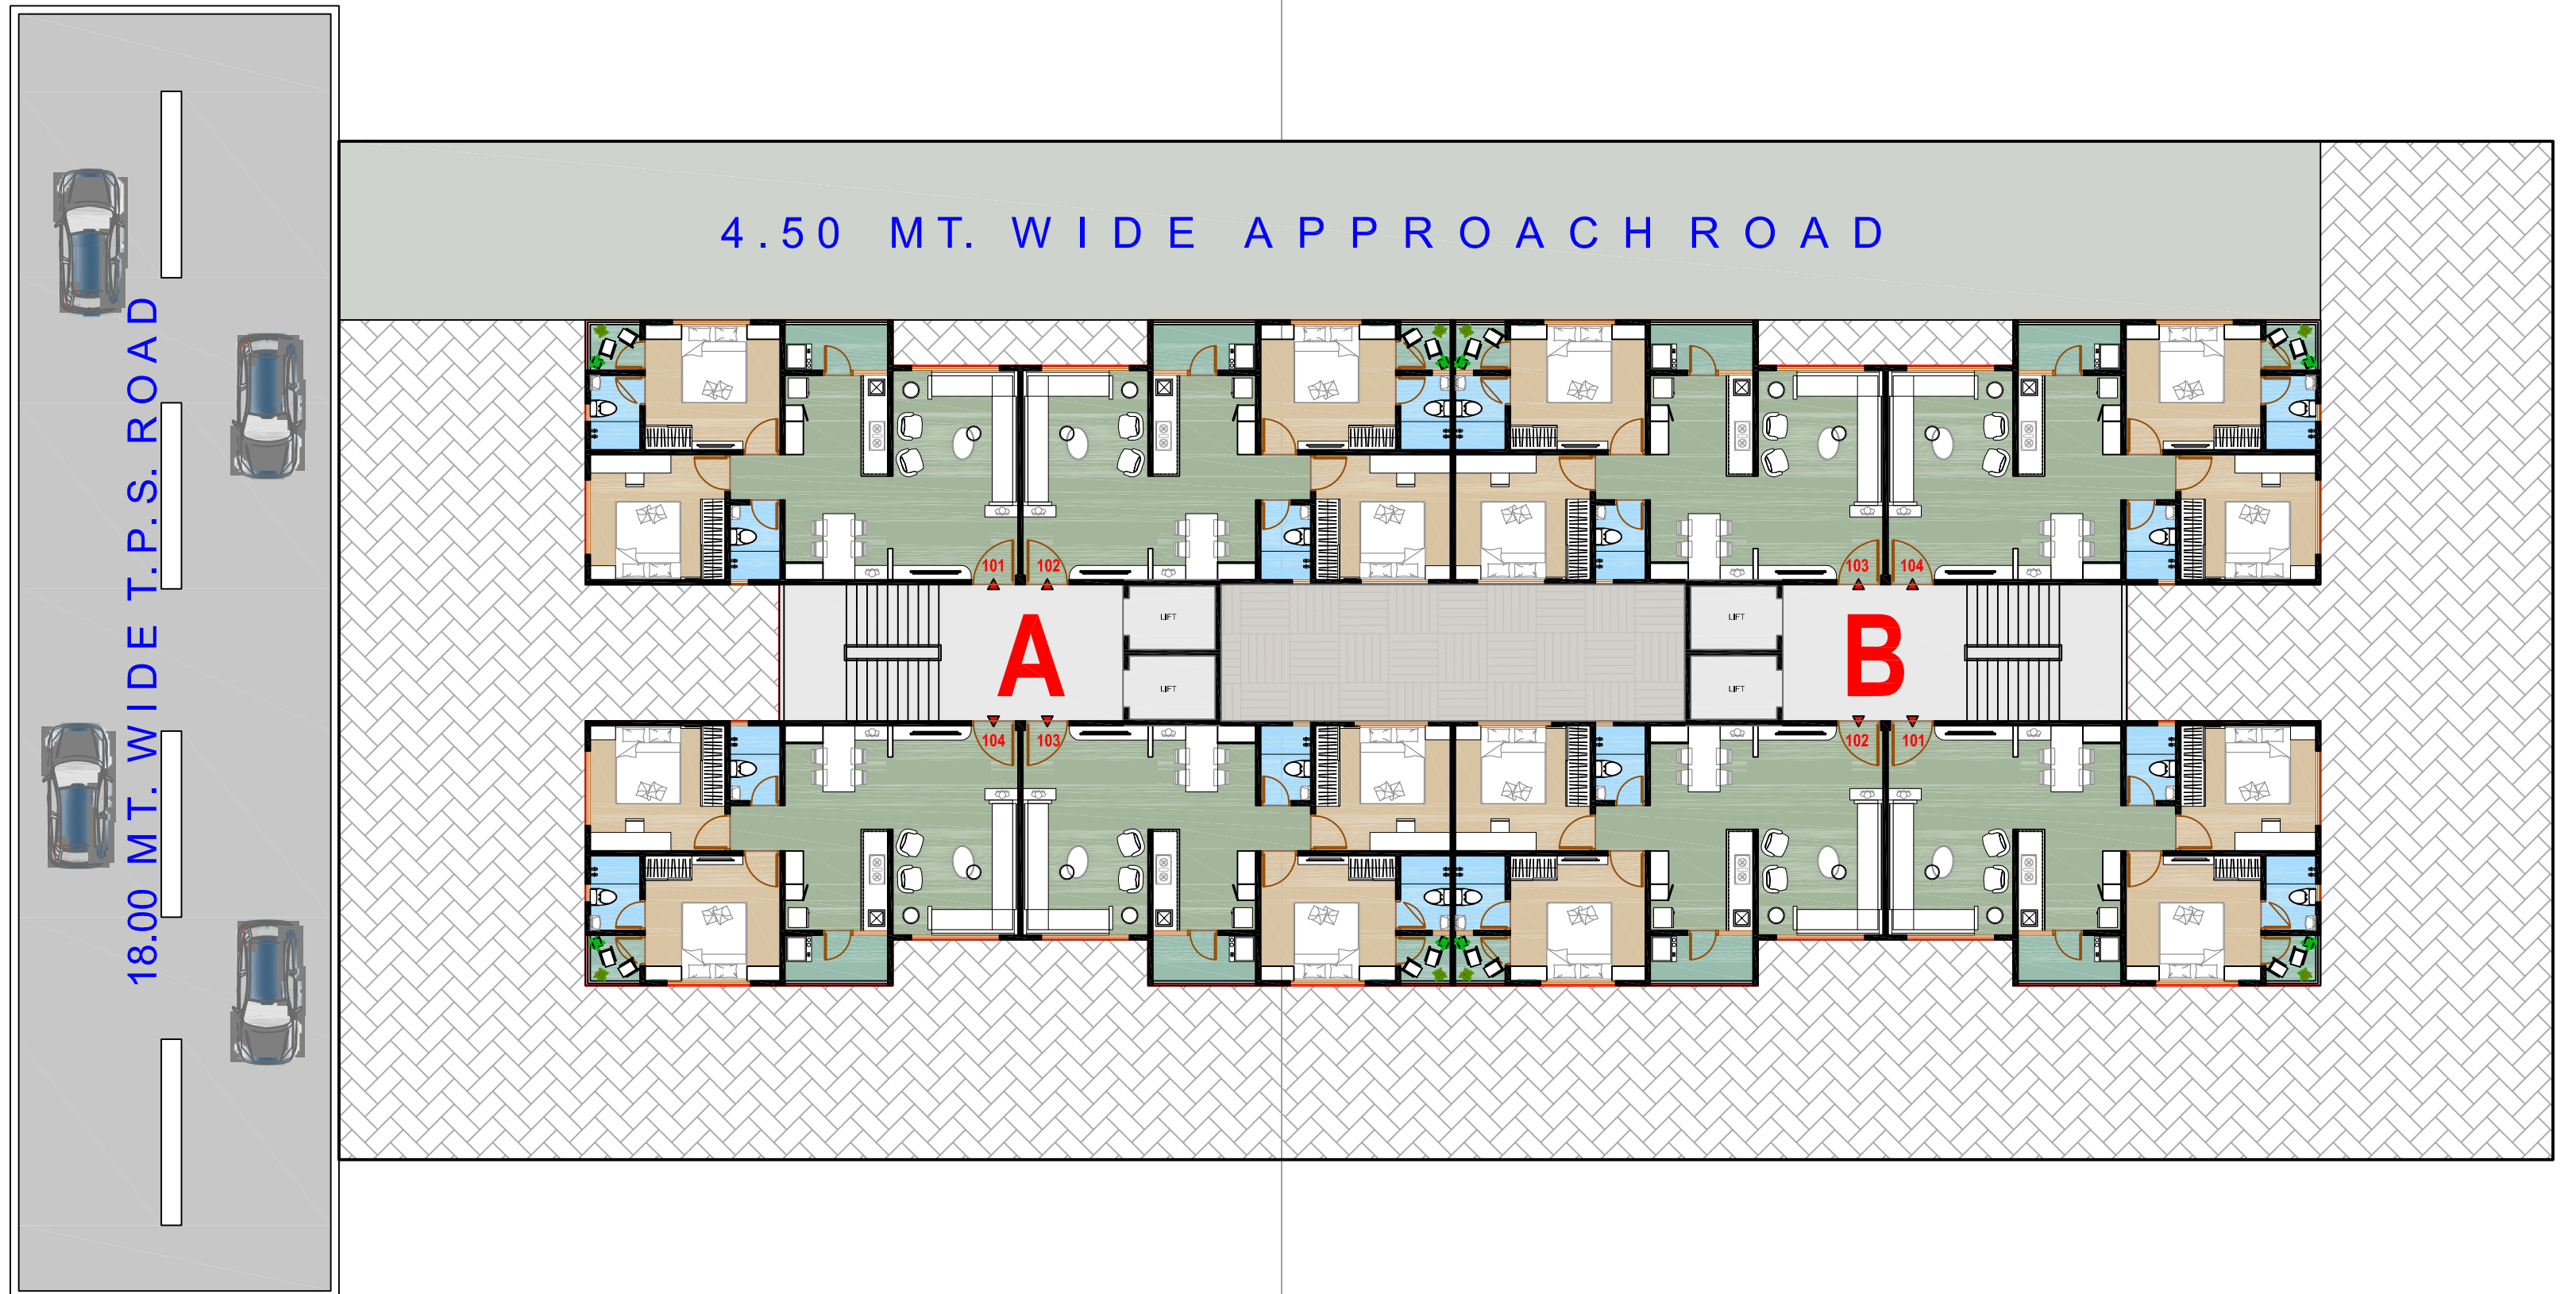 4.50 MT. WIDE APPROACH ROAD
18.00 MT. WIDE T.P.S. ROAD
101 102
103 104
LIFT
LIFT
A
B
LIFT
LIFT
104 103
102 101